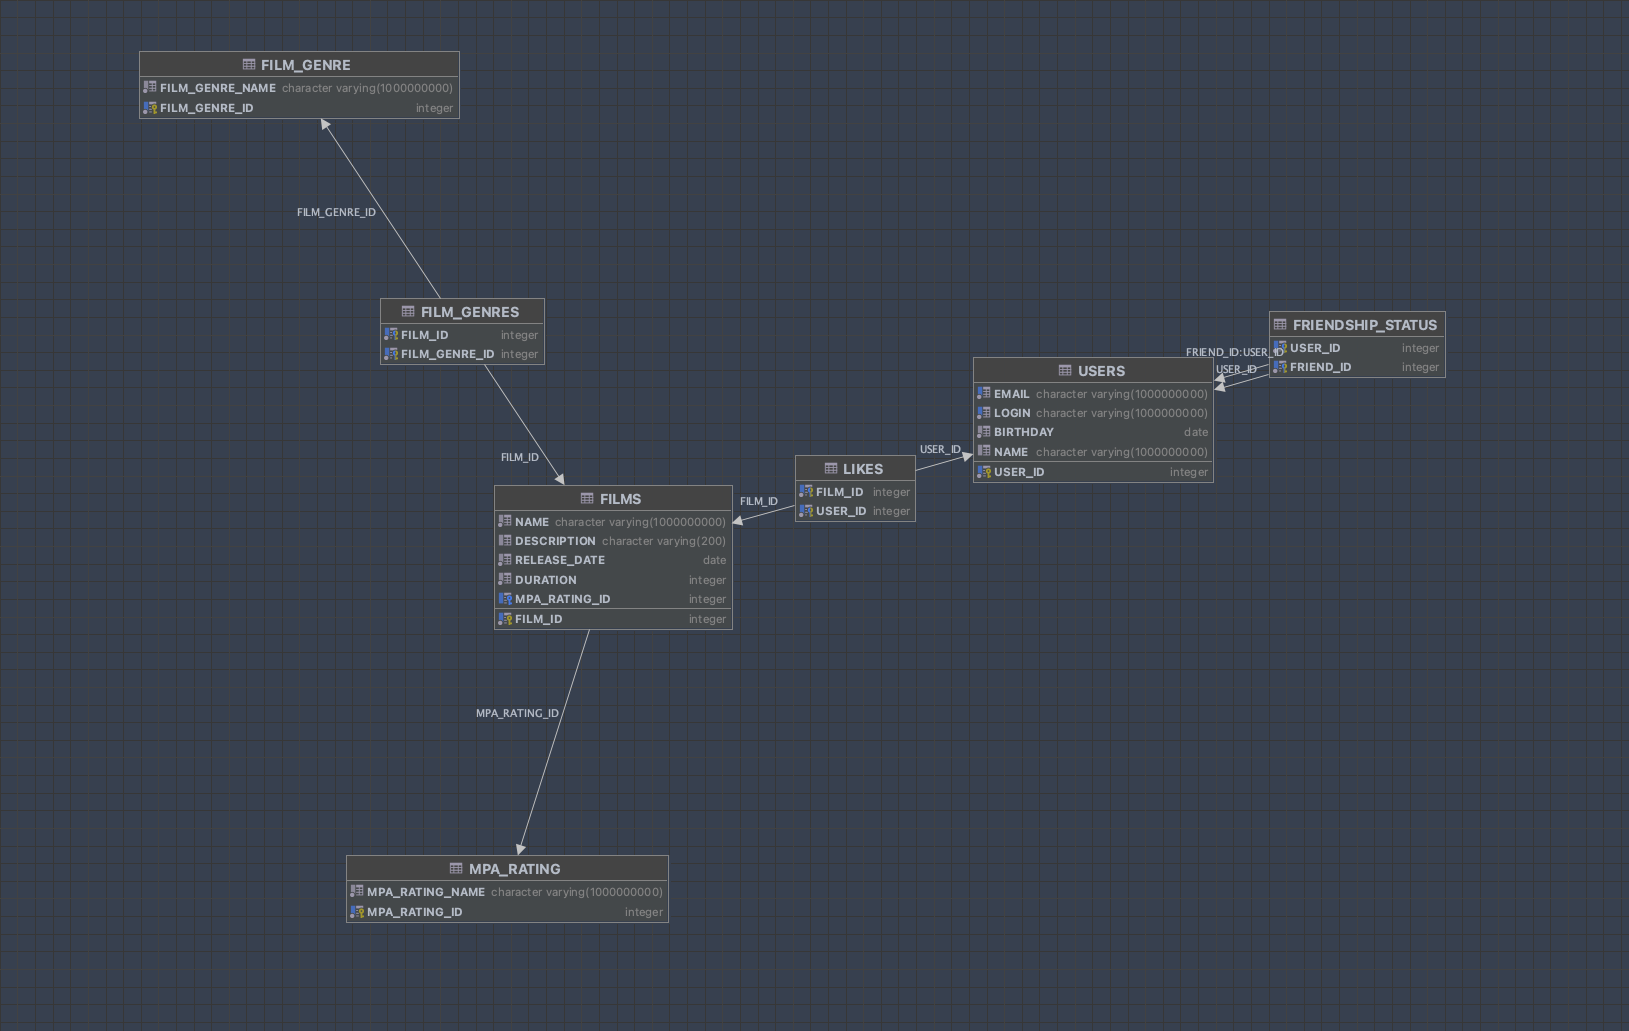 FILM_GENRE
FILM_GENRE_NAME character varying(1000000000)
FILM_GENRE_ID integer
FILM_GENRE_ID
FILM_GENRES
FILM_ID integer
FILM_GENRE_ID integer
FRIENDSHIP_STATUS
USER_ID integer
FRIEND_ID integer
FRIEND_ID:USER_ID
USER_ID
USERS
EMAIL character varying(1000000000)
LOGIN character varying(1000000000)
BIRTHDAY date
NAME character varying(1000000000)
USER_ID integer
USER_ID
LIKES
FILM_ID integer
USER_ID integer
FILM_ID
FILM_ID
FILMS
NAME character varying(1000000000)
DESCRIPTION character varying(200)
RELEASE_DATE date
DURATION integer
MPA_RATING_ID integer
FILM_ID integer
MPA_RATING_ID
MPA_RATING
MPA_RATING_NAME character varying(1000000000)
MPA_RATING_ID integer